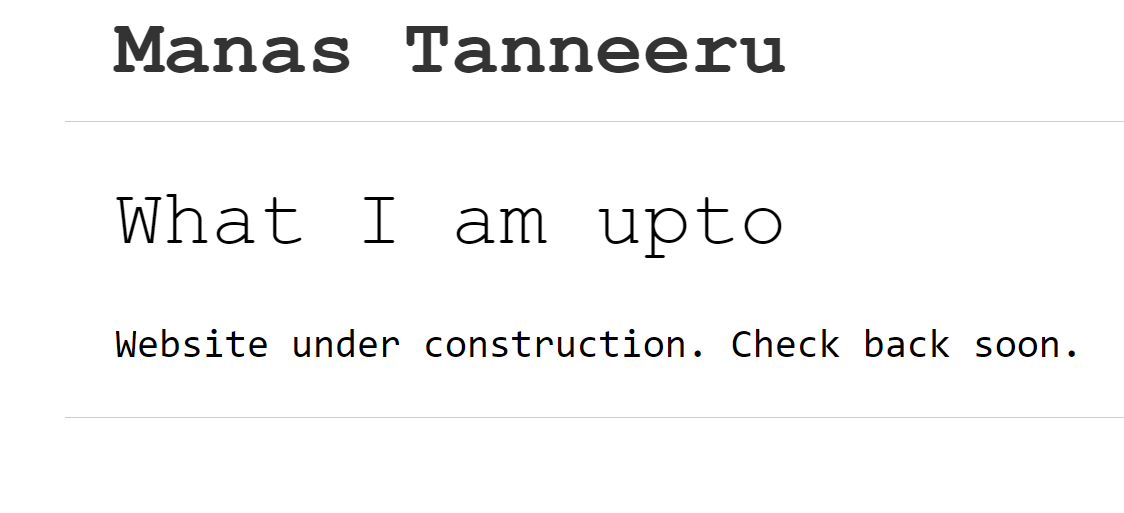 Manas Tanneeru
What I am upto
Website under construction. Check back soon.